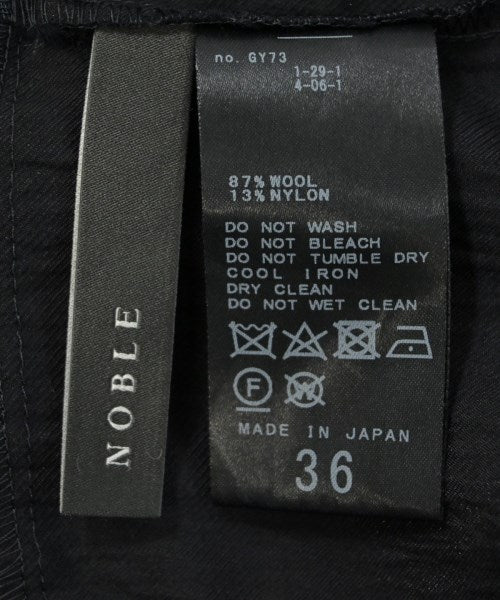 no. GY73
1-29-1
4-06-1
87% WOOL
13% NYLON
DO NOT WASH
DO NOT BLEACH
DO NOT TUMBLE DRY
COOL IRON
DRY CLEAN
DO NOT WET CLEAN
F
W
MADE IN JAPAN
36
NOBLE